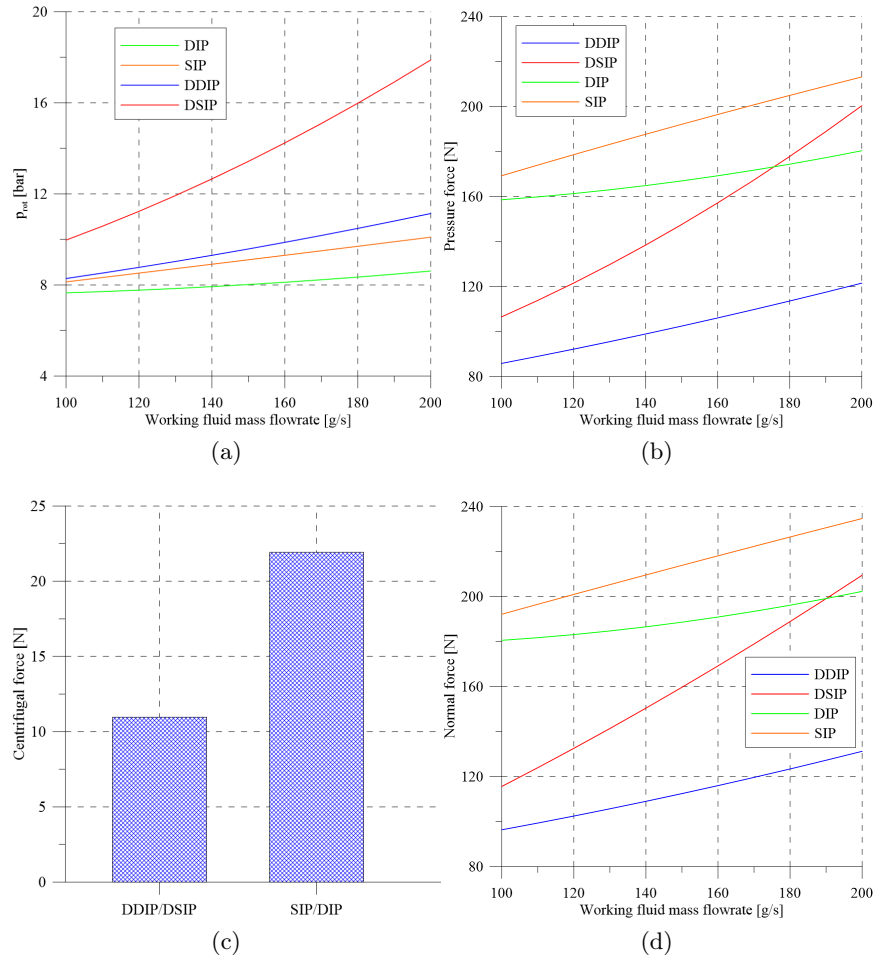 20
16
12
8
4
p_rot [bar]
DIP
SIP
DDIP
DSIP
100
120
140
160
180
200
Working fluid mass flowrate [g/s]
(a)
240
200
160
120
80
Pressure force [N]
DDIP
DSIP
DIP
SIP
100
120
140
160
180
200
Working fluid mass flowrate [g/s]
(b)
25
20
15
10
5
0
Centrifugal force [N]
DDIP/DSIP
SIP/DIP
(c)
240
200
160
120
80
Normal force [N]
DDIP
DSIP
DIP
SIP
100
120
140
160
180
200
Working fluid mass flowrate [g/s]
(d)